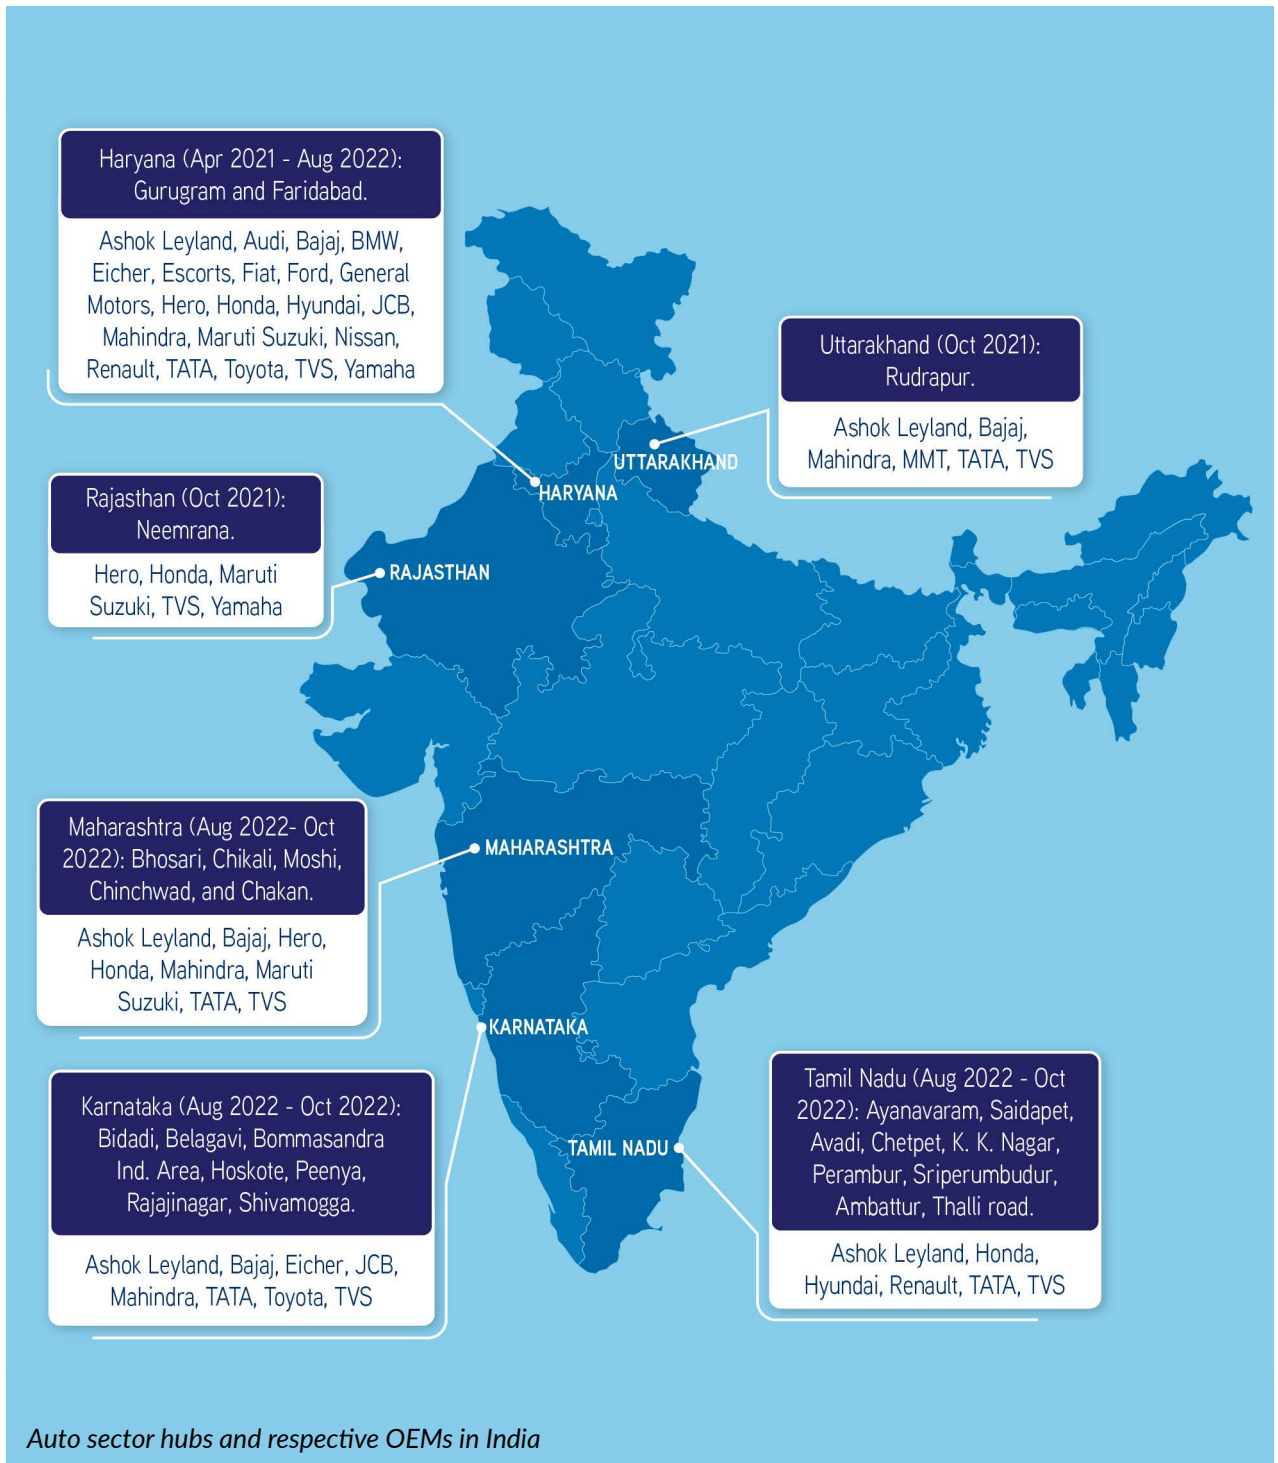 Haryana (Apr 2021 - Aug 2022):
Gurugram and Faridabad.
Ashok Leyland, Audi, Bajaj, BMW,
Eicher, Escorts, Fiat, Ford, General
Motors, Hero, Honda, Hyundai, JCB,
Mahindra, Maruti Suzuki, Nissan,
Renault, TATA, Toyota, TVS, Yamaha
Uttarakhand (Oct 2021):
Rudrapur.
Ashok Leyland, Bajaj,
Mahindra, MMT, TATA, TVS
UTTARAKHAND
HARYANA
Rajasthan (Oct 2021):
Neemrana.
Hero, Honda, Maruti
Suzuki, TVS, Yamaha
RAJASTHAN
Maharashtra (Aug 2022- Oct
2022): Bhosari, Chikali, Moshi,
Chinchwad, and Chakan.
Ashok Leyland, Bajaj, Hero,
Honda, Mahindra, Maruti
Suzuki, TATA, TVS
MAHARASHTRA
KARNATAKA
Karnataka (Aug 2022 - Oct 2022):
Bidadi, Belagavi, Bommasandra
Ind. Area, Hoskote, Peenya,
Rajajinagar, Shivamogga.
Ashok Leyland, Bajaj, Eicher, JCB,
Mahindra, TATA, Toyota, TVS
TAMIL NADU
Tamil Nadu (Aug 2022 - Oct
2022): Ayanavaram, Saidapet,
Avadi, Chetpet, K. K. Nagar,
Perambur, Sriperumbudur,
Ambattur, Thalli road.
Ashok Leyland, Honda,
Hyundai, Renault, TATA, TVS
Auto sector hubs and respective OEMs in India